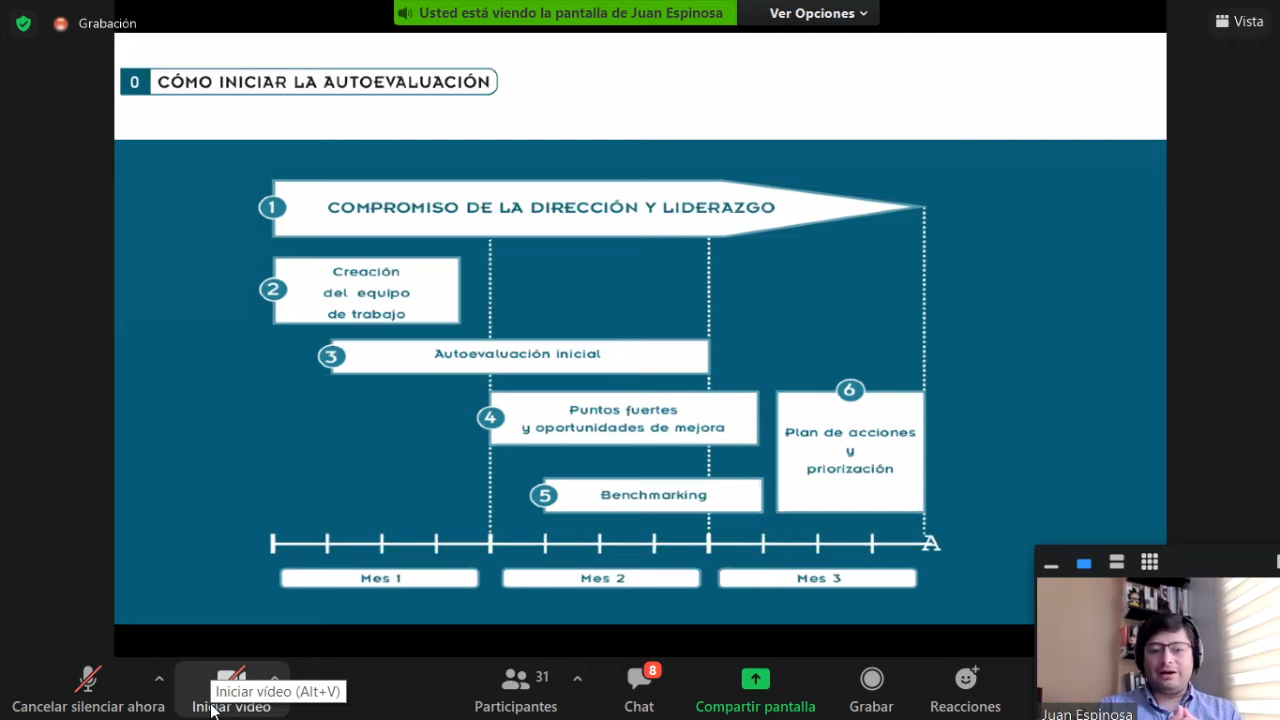 Grabación
Usted está viendo la pantalla de Juan Espinosa
Ver Opciones
Vista
0 CÓMO INICIAR LA AUTOEVALUACIÓN
1 COMPROMISO DE LA DIRECCIÓN Y LIDERAZGO
2 Creación
del equipo
de trabajo
3 Autoevaluación inicial
4 Puntos fuertes
y oportunidades de mejora
5 Benchmarking
6
Plan de acciones
y
priorización
A
Mes 1
Mes 2
Mes 3
Juan Espinosa
Iniciar vídeo (Alt+V)
31
8
Cancelar silenciar ahora
Iniciar vídeo
Participantes
Chat
Compartir pantalla
Grabar
Reacciones